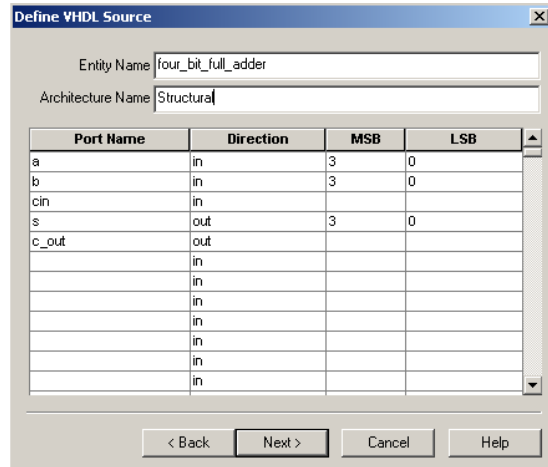 Define VHDL Source
Entity Name four_bit_full_adder
Architecture Name Structural
Port Name Direction MSB LSB
a in 3 0
b in 3 0
cin in
s out 3 0
c_out out
in
in
in
in
in
in
in
< Back Next > Cancel Help